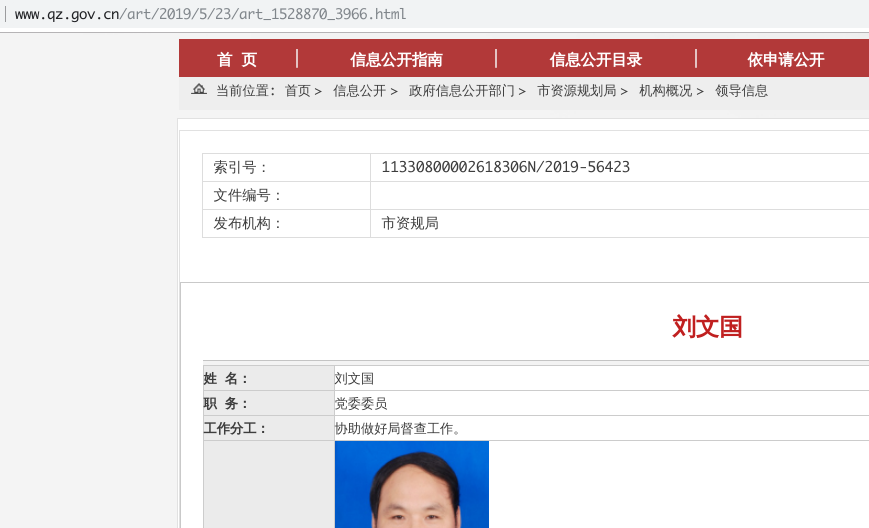 www.qz.gov.cn/art/2019/5/23/art_1528870_3966.html
首 页 信息公开指南 信息公开目录 依申请公开
当前位置: 首页 > 信息公开 > 政府信息公开部门 > 市资源规划局 > 机构概况 > 领导信息
索引号： 11330800002618306N/2019-56423
文件编号：
发布机构： 市资规局
刘文国
姓 名： 刘文国
职 务： 党委委员
工作分工： 协助做好局督查工作。